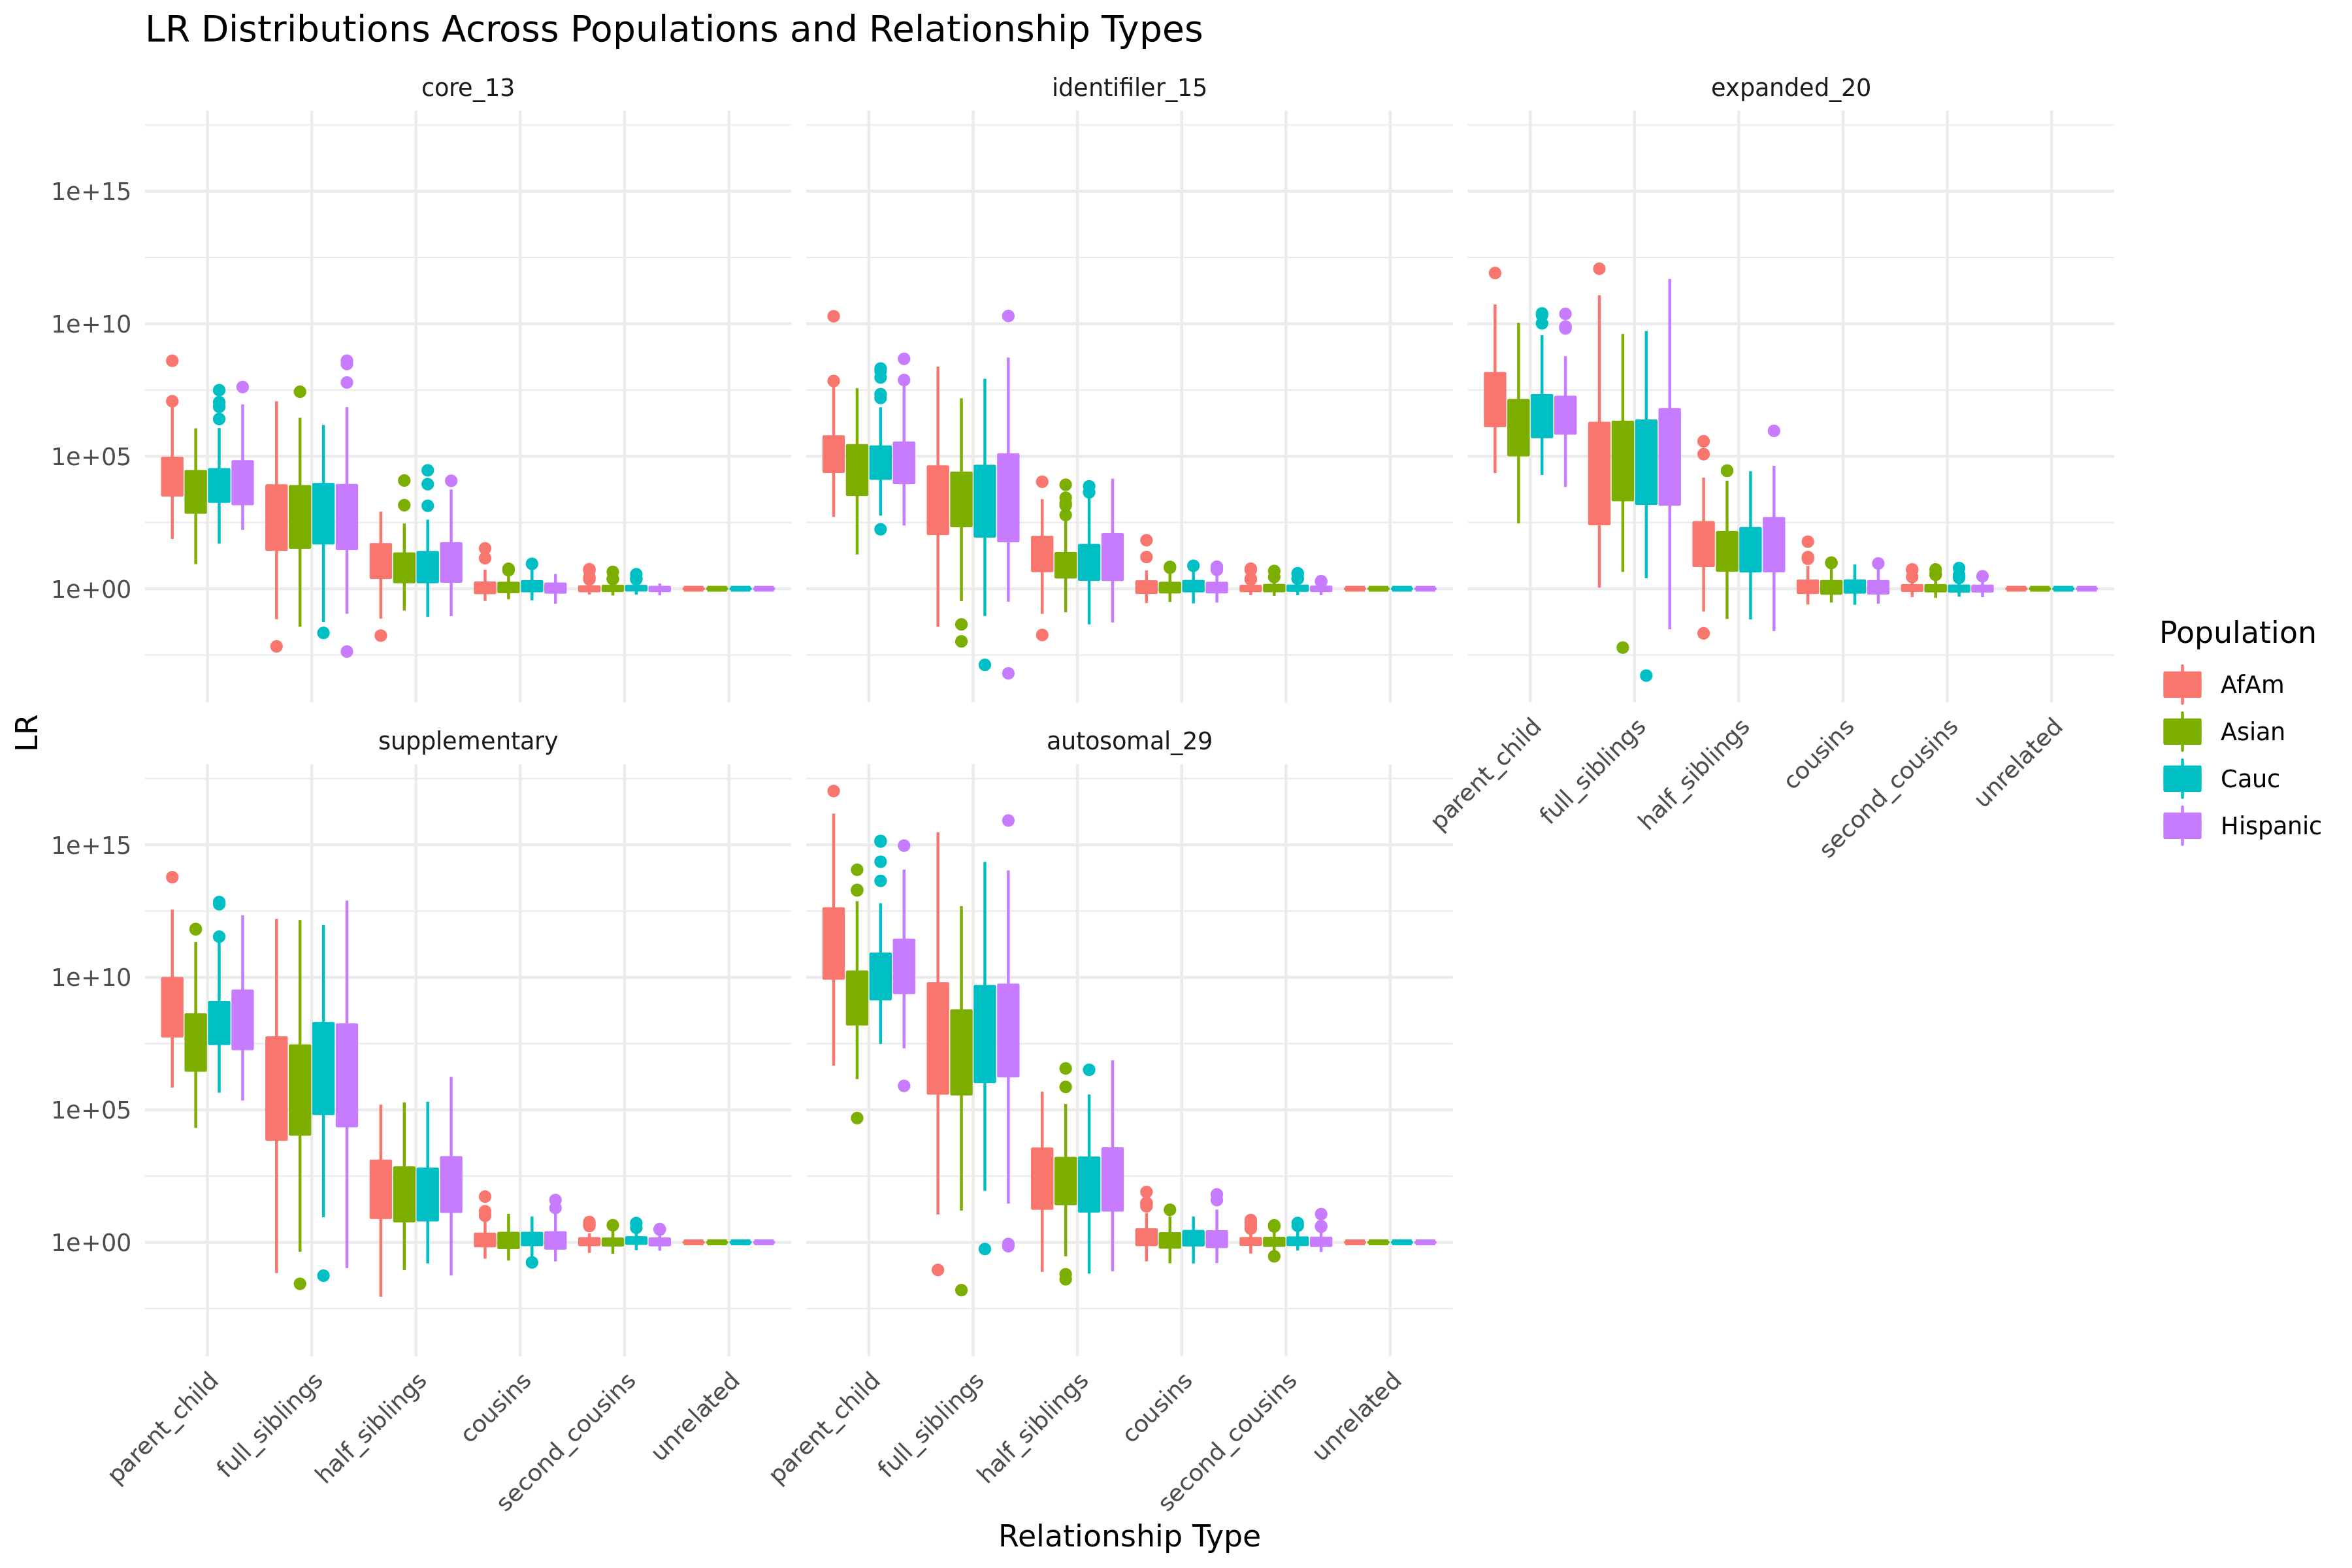 LR Distributions Across Populations and Relationship Types
core_13
identifiler_15
expanded_20
1e+15
1e+10
1e+05
1e+00
parent_child
full_siblings
half_siblings
cousins
second_cousins
unrelated
LR
supplementary
autosomal_29
1e+15
1e+10
1e+05
1e+00
parent_child
full_siblings
half_siblings
cousins
second_cousins
unrelated
parent_child
full_siblings
half_siblings
cousins
second_cousins
unrelated
Relationship Type
Population
AfAm
Asian
Cauc
Hispanic